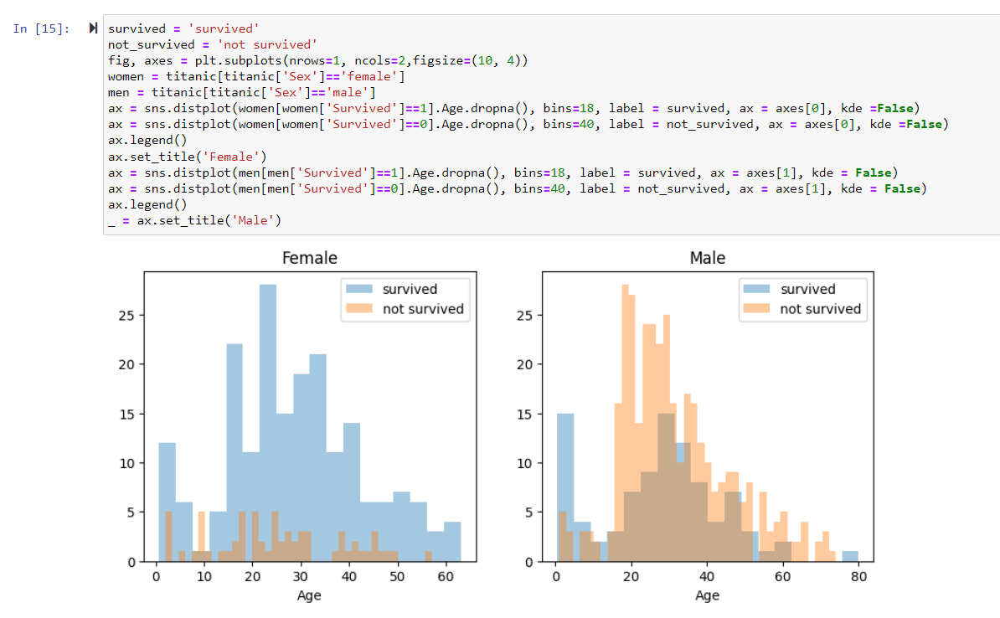 In [15]:
survived = 'survived'
not_survived = 'not survived'
fig, axes = plt.subplots(nrows=1, ncols=2,figsize=(10, 4))
women = titanic[titanic['Sex']=='female']
men = titanic[titanic['Sex']=='male']
ax = sns.distplot(women[women['Survived']==1].Age.dropna(), bins=18, label = survived, ax = axes[0], kde =False)
ax = sns.distplot(women[women['Survived']==0].Age.dropna(), bins=40, label = not_survived, ax = axes[0], kde =False)
ax.legend()
ax.set_title('Female')
ax = sns.distplot(men[men['Survived']==1].Age.dropna(), bins=18, label = survived, ax = axes[1], kde = False)
ax = sns.distplot(men[men['Survived']==0].Age.dropna(), bins=40, label = not_survived, ax = axes[1], kde = False)
ax.legend()
_ = ax.set_title('Male')
Female
survived
not survived
25
20
15
10
5
0
0 10 20 30 40 50 60
Age
Male
survived
not survived
25
20
15
10
5
0
0 20 40 60 80
Age